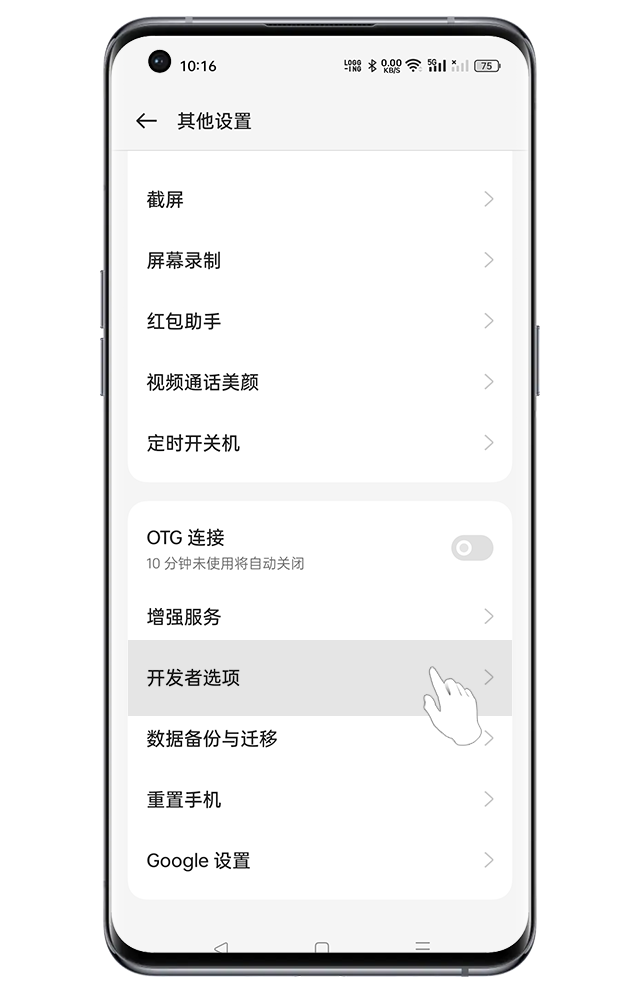 10:16
LOGG
-ING
0.00
KB/S
5G
75
其他设置
截屏
屏幕录制
红包助手
视频通话美颜
定时开关机
OTG 连接
10 分钟未使用将自动关闭
增强服务
开发者选项
数据备份与迁移
重置手机
Google 设置